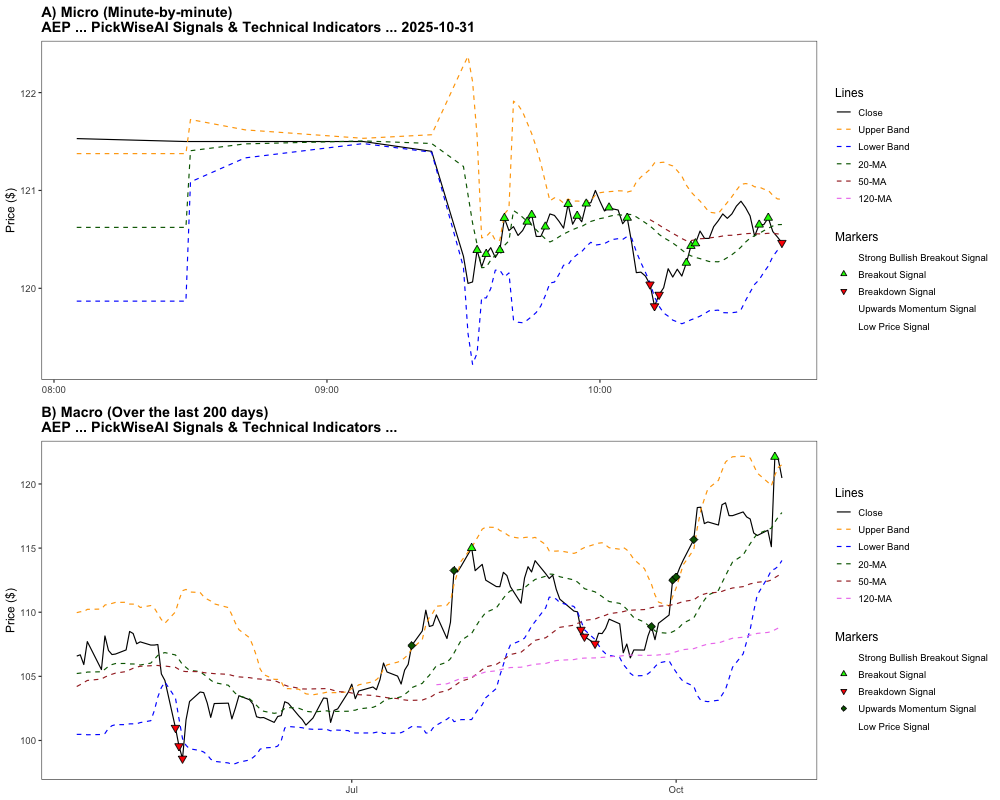 A) Micro (Minute-by-minute)
AEP ... PickWiseAI Signals & Technical Indicators ... 2025-10-31
Price ($)
122
121
120
08:00
09:00
10:00
Lines
Close
Upper Band
Lower Band
20-MA
50-MA
120-MA
Markers
Strong Bullish Breakout Signal
Breakout Signal
Breakdown Signal
Upwards Momentum Signal
Low Price Signal
B) Macro (Over the last 200 days)
AEP ... PickWiseAI Signals & Technical Indicators ...
Price ($)
120
115
110
105
100
Jul
Oct
Lines
Close
Upper Band
Lower Band
20-MA
50-MA
120-MA
Markers
Strong Bullish Breakout Signal
Breakout Signal
Breakdown Signal
Upwards Momentum Signal
Low Price Signal